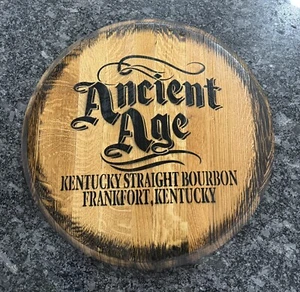 Ancient
Age
KENTUCKY STRAIGHT BOURBON
FRANKFORT, KENTUCKY